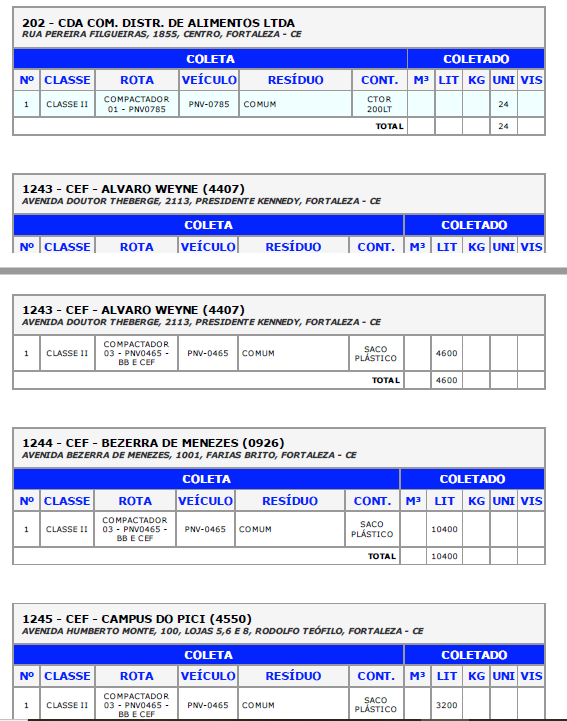 202 - CDA COM. DISTR. DE ALIMENTOS LTDA
RUA PEREIRA FILGUEIRAS, 1855, CENTRO, FORTALEZA - CE
COLETA COLETADO
Nº CLASSE ROTA VEÍCULO RESÍDUO CONT. M³ LIT KG UNI VIS
1 CLASSE II COMPACTADOR 01 - PNV0785 PNV-0785 COMUM CTOR 200LT 24
TOTAL 24
1243 - CEF - ALVARO WEYNE (4407)
AVENIDA DOUTOR THEBERGE, 2113, PRESIDENTE KENNEDY, FORTALEZA - CE
COLETA COLETADO
Nº CLASSE ROTA VEÍCULO RESÍDUO CONT. M³ LIT KG UNI VIS
1243 - CEF - ALVARO WEYNE (4407)
AVENIDA DOUTOR THEBERGE, 2113, PRESIDENTE KENNEDY, FORTALEZA - CE
1 CLASSE II COMPACTADOR 03 - PNV0465 - BB E CEF PNV-0465 COMUM SACO PLÁSTICO 4600
TOTAL 4600
1244 - CEF - BEZERRA DE MENEZES (0926)
AVENIDA BEZERRA DE MENEZES, 1001, FARIAS BRITO, FORTALEZA - CE
COLETA COLETADO
Nº CLASSE ROTA VEÍCULO RESÍDUO CONT. M³ LIT KG UNI VIS
1 CLASSE II COMPACTADOR 03 - PNV0465 - BB E CEF PNV-0465 COMUM SACO PLÁSTICO 10400
TOTAL 10400
1245 - CEF - CAMPUS DO PICI (4550)
AVENIDA HUMBERTO MONTE, 100, LOJAS 5,6 E 8, RODOLFO TEÓFILO, FORTALEZA - CE
COLETA COLETADO
Nº CLASSE ROTA VEÍCULO RESÍDUO CONT. M³ LIT KG UNI VIS
1 CLASSE II COMPACTADOR 03 - PNV0465 - BB E CEF PNV-0465 COMUM SACO PLÁSTICO 3200